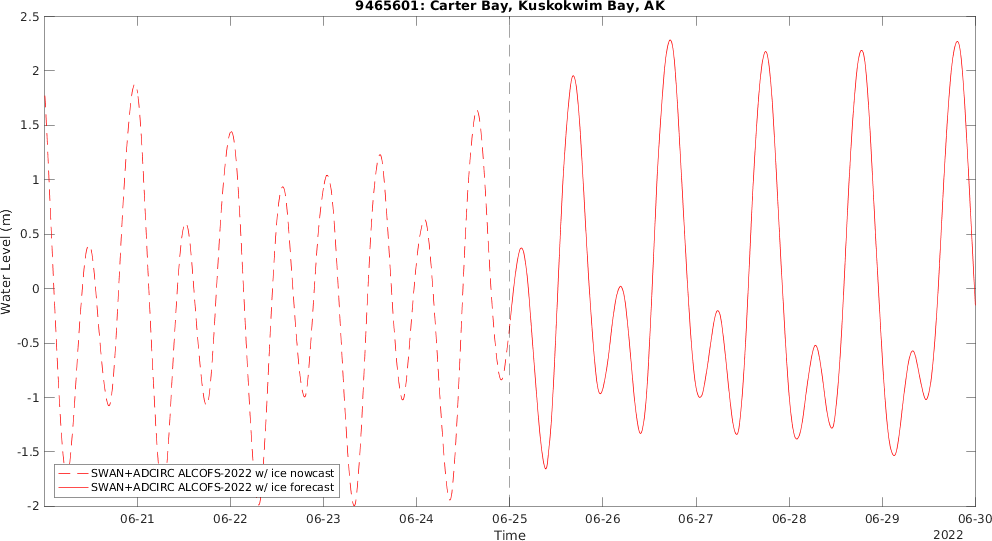 9465601: Carter Bay, Kuskokwim Bay, AK
Water Level (m)
2.5
2
1.5
1
0.5
0
-0.5
-1
-1.5
-2
SWAN+ADCIRC ALCOFS-2022 w/ ice nowcast
SWAN+ADCIRC ALCOFS-2022 w/ ice forecast
06-21 06-22 06-23 06-24 06-25 06-26 06-27 06-28 06-29 06-30
Time
2022